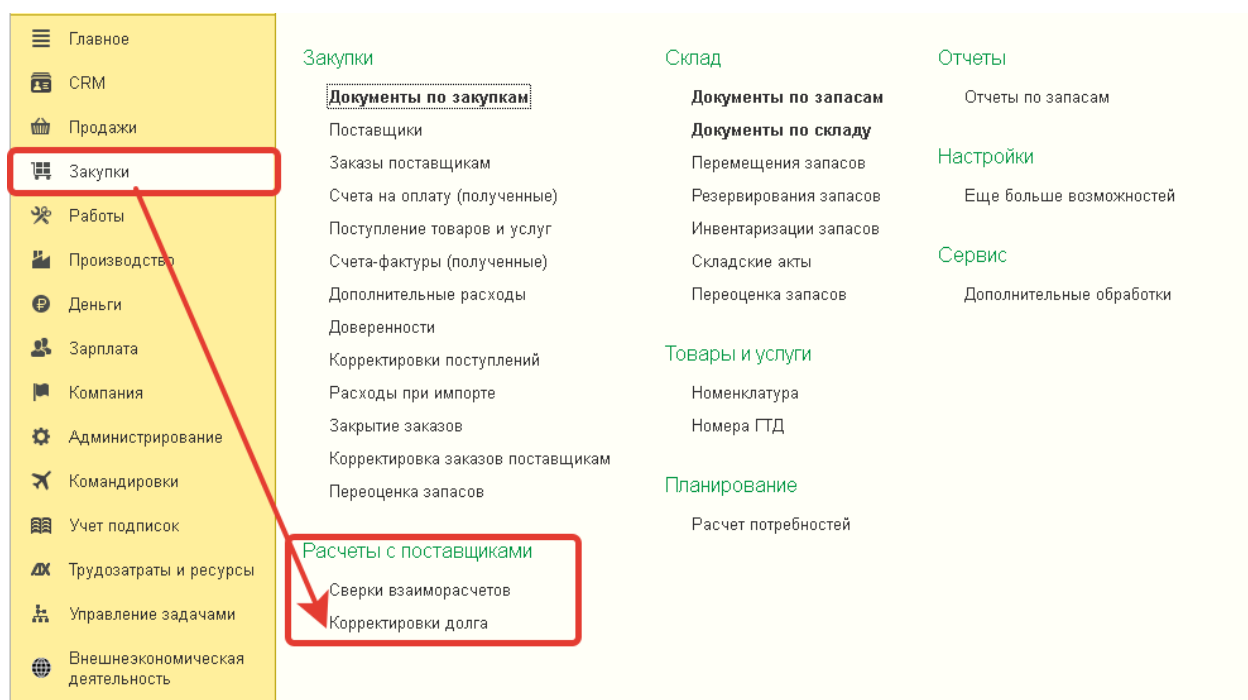 Главное
CRM
Продажи
Закупки
Работы
Производство
Деньги
Зарплата
Компания
Администрирование
Командировки
Учет подписок
Трудозатраты и ресурсы
Управление задачами
Внешнеэкономическая
деятельность
Закупки
Документы по закупкам
Поставщики
Заказы поставщикам
Счета на оплату (полученные)
Поступление товаров и услуг
Счета-фактуры (полученные)
Дополнительные расходы
Доверенности
Корректировки поступлений
Расходы при импорте
Закрытие заказов
Корректировка заказов поставщикам
Переоценка запасов
Расчеты с поставщиками
Сверки взаиморасчетов
Корректировки долга
Склад
Документы по запасам
Документы по складу
Перемещения запасов
Резервирования запасов
Инвентаризации запасов
Складские акты
Переоценка запасов
Товары и услуги
Номенклатура
Номера ГТД
Планирование
Расчет потребностей
Отчеты
Отчеты по запасам
Настройки
Еще больше возможностей
Сервис
Дополнительные обработки